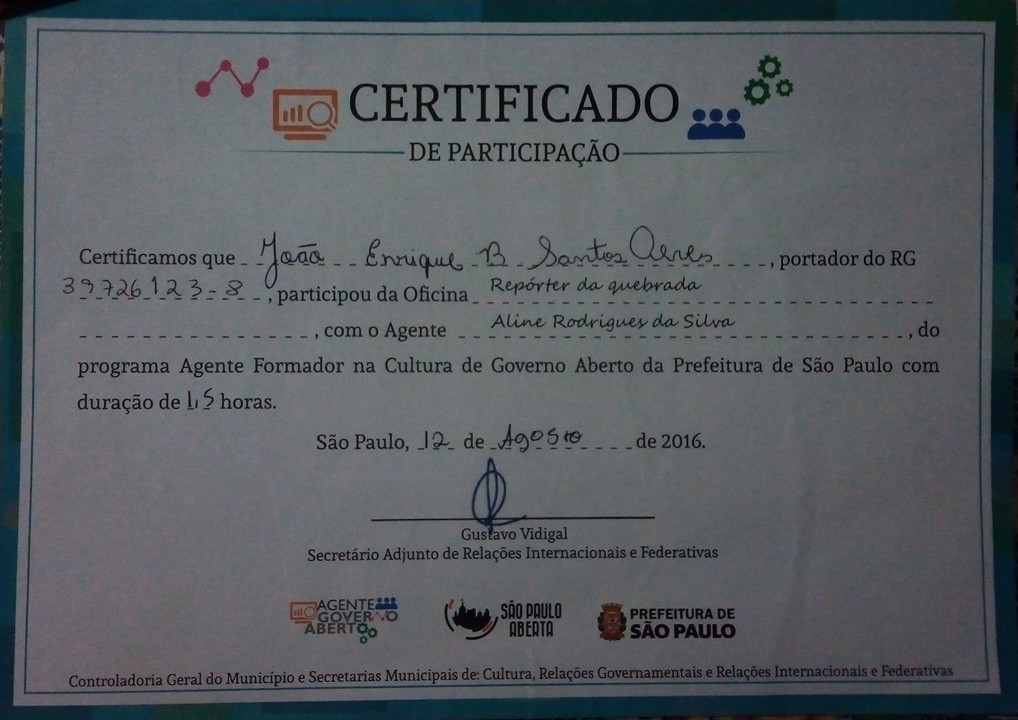 CERTIFICADO
DE PARTICIPAÇÃO
Certificamos que João Enrique B Santos, portador do RG
39726123-8, participou da Oficina Repórter da quebrada
, com o Agente Aline Rodrigues da Silva, do
programa Agente Formador na Cultura de Governo Aberto da Prefeitura de São Paulo com
duração de horas.
São Paulo, 12 de Agosto de 2016.
Gustavo Vidigal
Secretário Adjunto de Relações Internacionais e Federativas
AGENTE
GOVERNO
ABERTO
SÃO PAULO
ABERTA
PREFEITURA DE
SÃO PAULO
Controladoria Geral do Município e Secretarias Municipais de: Cultura, Relações Governamentais e Relações Internacionais e Federativas